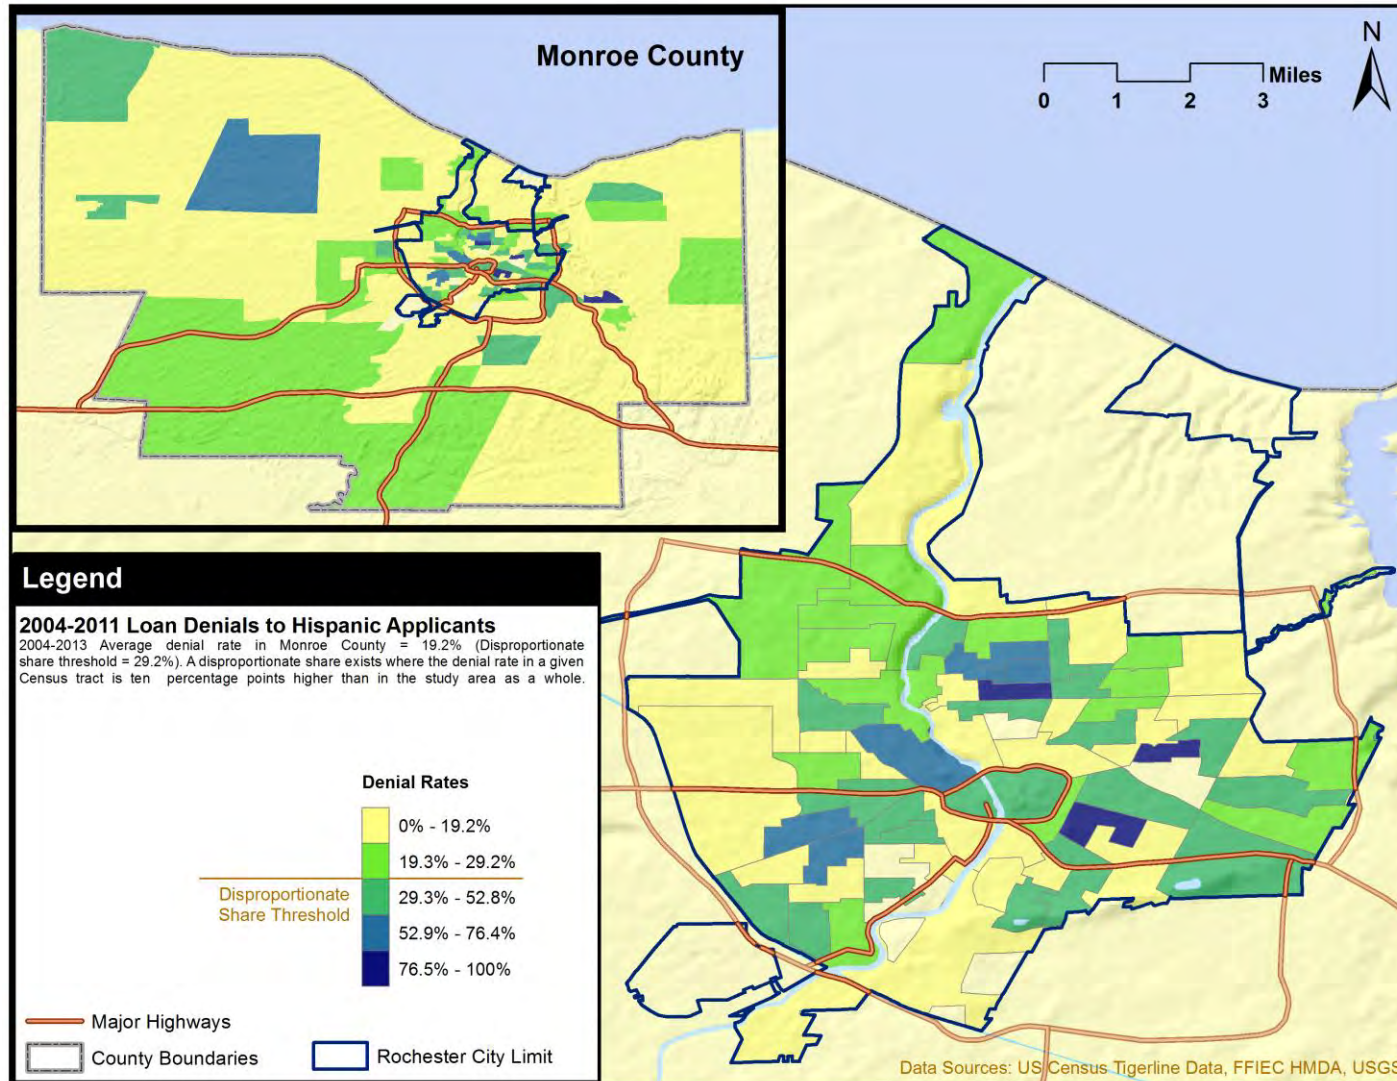 Monroe County
N
Miles
0 1 2 3
Legend
2004-2011 Loan Denials to Hispanic Applicants
2004-2013 Average denial rate in Monroe County = 19.2% (Disproportionate
share threshold = 29.2%). A disproportionate share exists where the denial rate in a given
Census tract is ten percentage points higher than in the study area as a whole.
Denial Rates
0% - 19.2%
19.3% - 29.2%
Disproportionate
Share Threshold
29.3% - 52.8%
52.9% - 76.4%
76.5% - 100%
Major Highways
County Boundaries
Rochester City Limit
Data Sources: US Census Tigerline Data, FFIEC HMDA, USGS